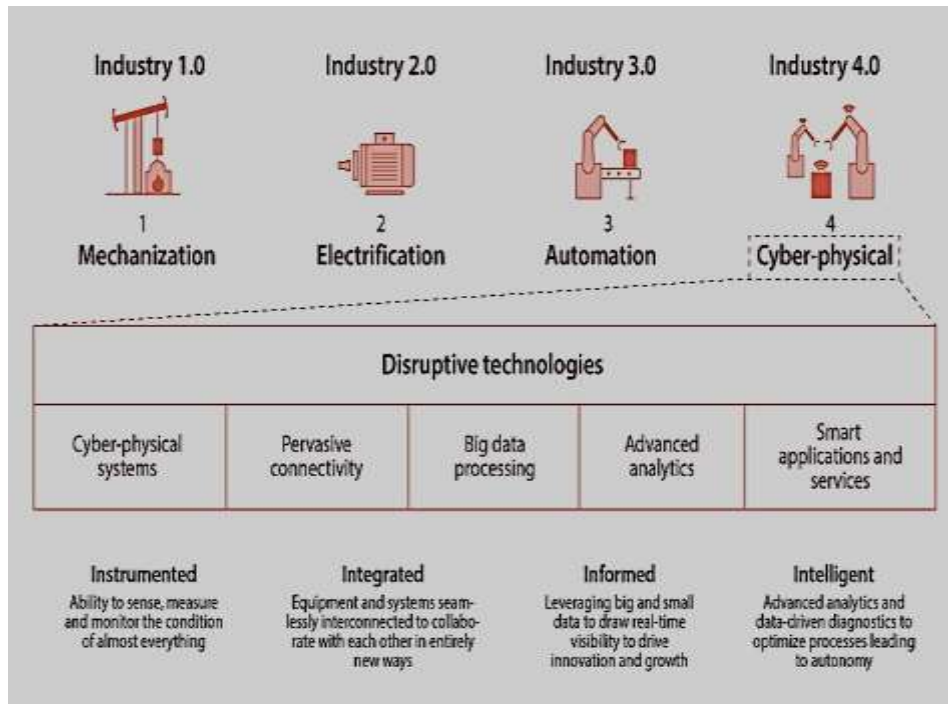 Industry 1.0
Industry 2.0
Industry 3.0
Industry 4.0
1
2
3
4
Mechanization
Electrification
Automation
Cyber-physical
Disruptive technologies
Cyber-physical
systems
Pervasive
connectivity
Big data
processing
Advanced
analytics
Smart
applications and
services
Instrumented
Ability to sense, measure
and monitor the condition
of almost everything
Integrated
Equipment and systems seam-
lessly interconnected to collabo-
rate with each other in entirely
new ways
Informed
Leveraging big and small
data to draw real-time
visibility to drive
innovation and growth
Intelligent
Advanced analytics and
data-driven diagnostics to
optimize processes leading
to autonomy